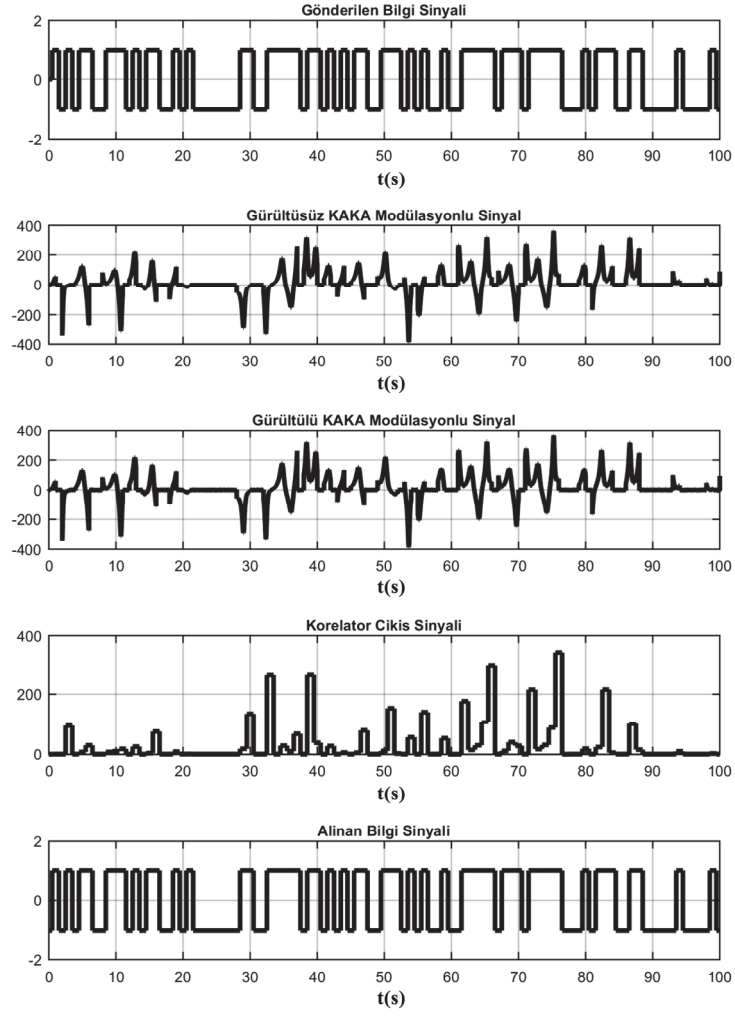 Gönderilen Bilgi Sinyali
2
0
-2
0 10 20 30 40 50 60 70 80 90 100
t(s)
Gürültüsüz KAKA Modülasyonlu Sinyal
400
200
0
-200
-400
0 10 20 30 40 50 60 70 80 90 100
t(s)
Gürültülü KAKA Modülasyonlu Sinyal
400
200
0
-200
-400
0 10 20 30 40 50 60 70 80 90 100
t(s)
Korelator Cikis Sinyali
400
200
0
0 10 20 30 40 50 60 70 80 90 100
t(s)
Alinan Bilgi Sinyali
2
0
-2
0 10 20 30 40 50 60 70 80 90 100
t(s)